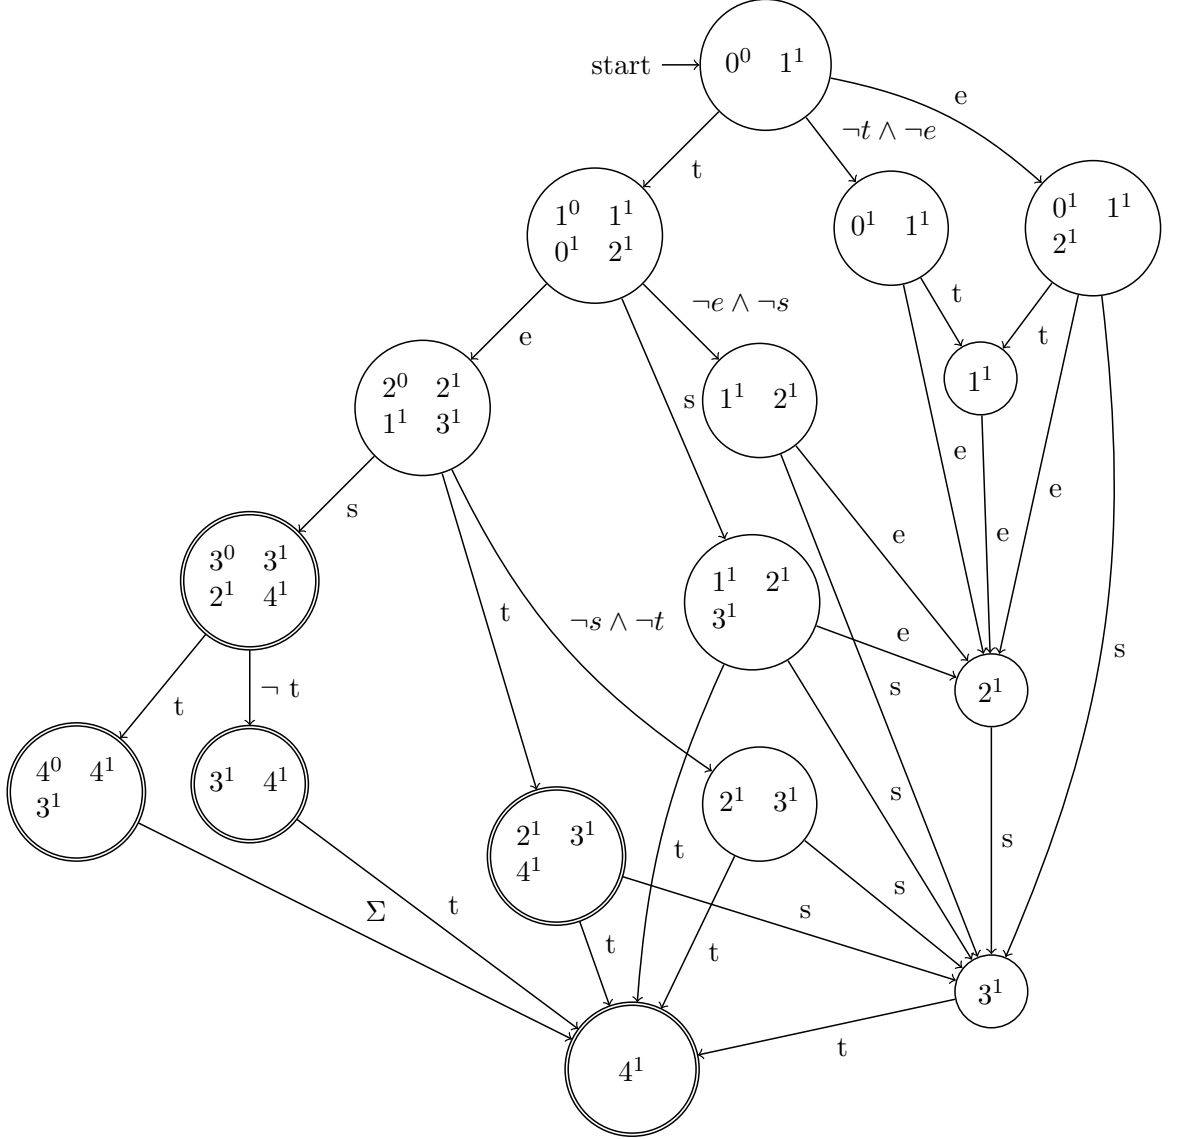 start
0⁰ 1¹
e
¬t ∧ ¬e
t
1⁰ 1¹
0¹ 2¹
0¹ 1¹
0¹ 1¹
2¹
¬e ∧ ¬s
t
t
e
2⁰ 2¹
1¹ 3¹
s
1¹ 2¹
1¹
e
e
s
e
e
3⁰ 3¹
2¹ 4¹
1¹ 2¹
3¹
t
¬s ∧ ¬t
e
s
¬ t
t
s
2¹
4⁰ 4¹
3¹
3¹ 4¹
2¹ 3¹
s
2¹ 3¹
4¹
t
s
s
Σ
t
s
t
t
3¹
t
4¹